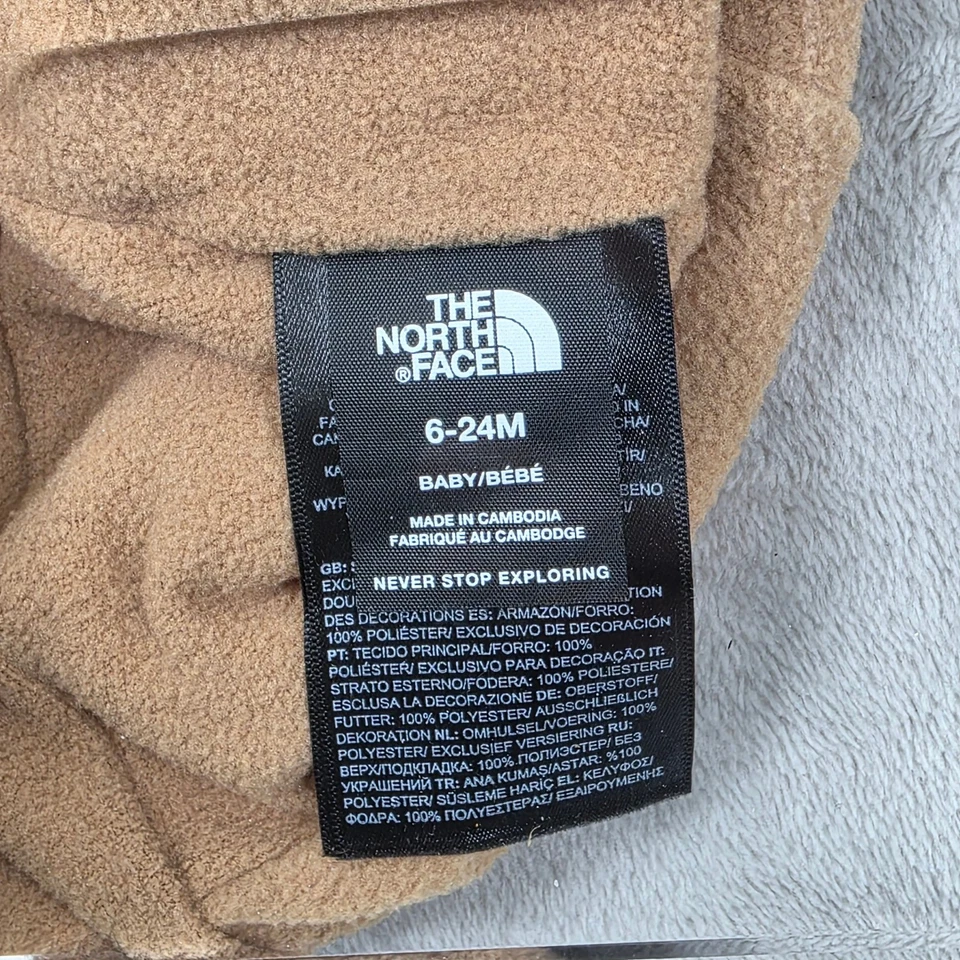 THE
NORTH
®FACE
6-24M
BABY/BÉBÉ
MADE IN CAMBODIA
FABRIQUÉ AU CAMBODGE
NEVER STOP EXPLORING
IN
GB:
DES DECORATIONS ES: ARMAZON/FORRO:
100% POLIÉSTER/ EXCLUSIVO DE DECORACIÓN
PT: TECIDO PRINCIPAL/FORRO: 100%
POLIÉSTER/ EXCLUSIVO PARA DECORAÇÃO IT:
STRATO ESTERNO/FODERA: 100% POLIESTERE/
ESCLUSA LA DECORAZIONE DE: OBERSTOFF/
FUTTER: 100% POLYESTER/ AUSSCHLIEßLICH
DEKORATION NL: OMHULSEL/VOERING: 100%
POLYESTER/ EXCLUSIEF VERSIERING RU:
ВЕРХ/ПОДКЛАДКА: 100% ПОЛИЭСТЕР/ БЕЗ
УКРАШЕНИЙ TR: ANA KUMAŞ/ASTAR: %100
POLYESTER/ SÜSLEME HARİÇ EL: ΚΕΛΥΦΟΣ/
ΦΟΔΡΑ: 100% ΠΟΛΥΕΣΤΕΡΑΣ/ ΕΞΑΙΡΟΥΜΕΝΗΣ